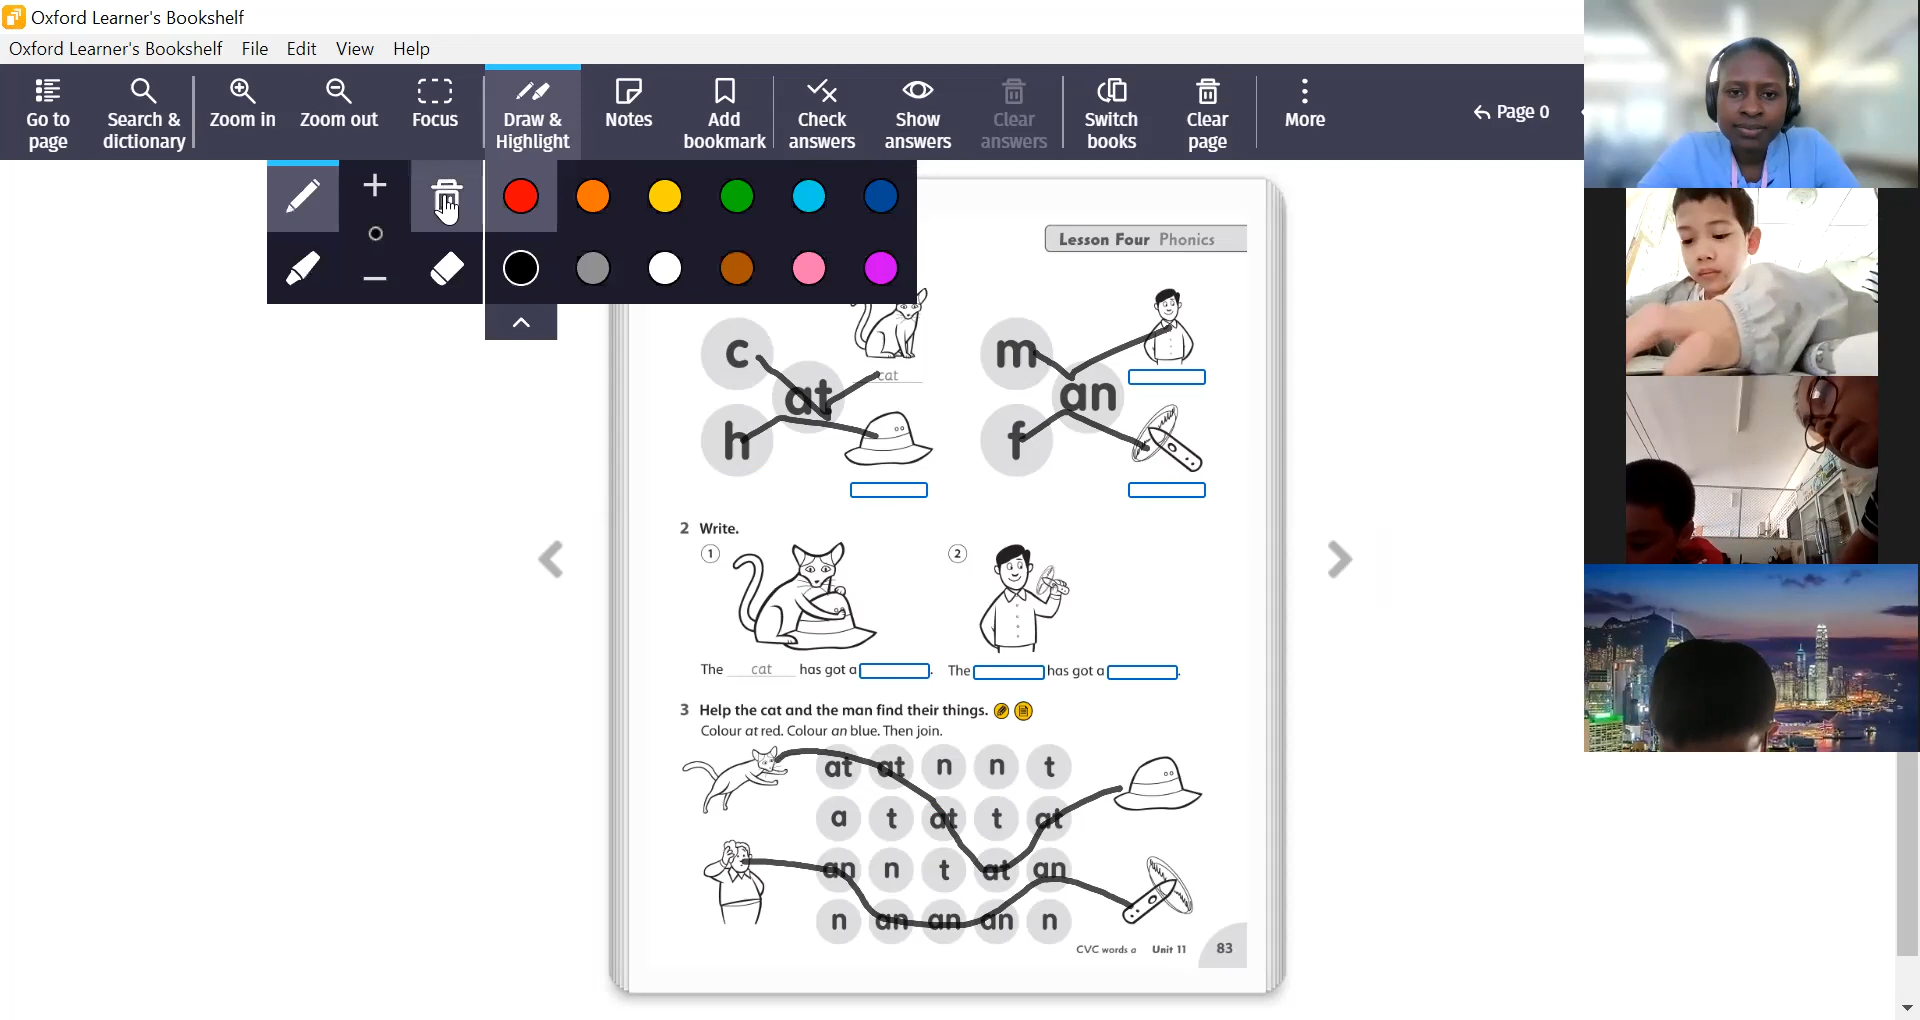 Oxford Learner's Bookshelf
Oxford Learner's Bookshelf File Edit View Help
Go to page
Search & dictionary
Zoom in
Zoom out
Focus
Draw & Highlight
Notes
Add bookmark
Check answers
Show answers
Clear answers
Switch books
Clear page
More
Page 0
Lesson Four Phonics
c
at
h
cat
m
an
f
2 Write.
1
2
The cat has got a .
The has got a .
3 Help the cat and the man find their things.
Colour at red. Colour an blue. Then join.
at at n n t
a t at t at
an n t at an
n an an an n
CVC words a Unit 11 83